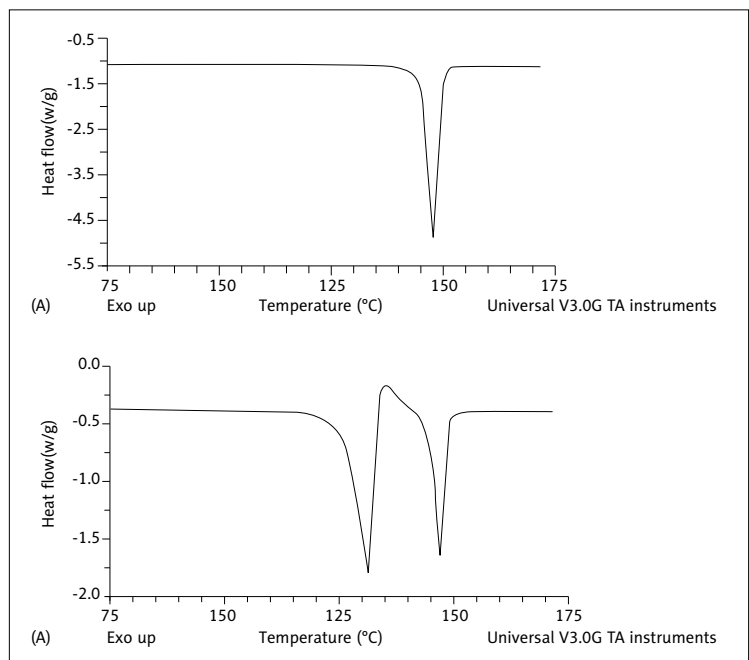 -0.5
-1.5
-2.5
-3.5
-4.5
-5.5
Heat flow(w/g)
75 150 125 150 175
(A) Exo up Temperature (°C) Universal V3.0G TA instruments
0.0
-0.5
-1.0
-1.5
-2.0
Heat flow(w/g)
75 150 125 150 175
(A) Exo up Temperature (°C) Universal V3.0G TA instruments